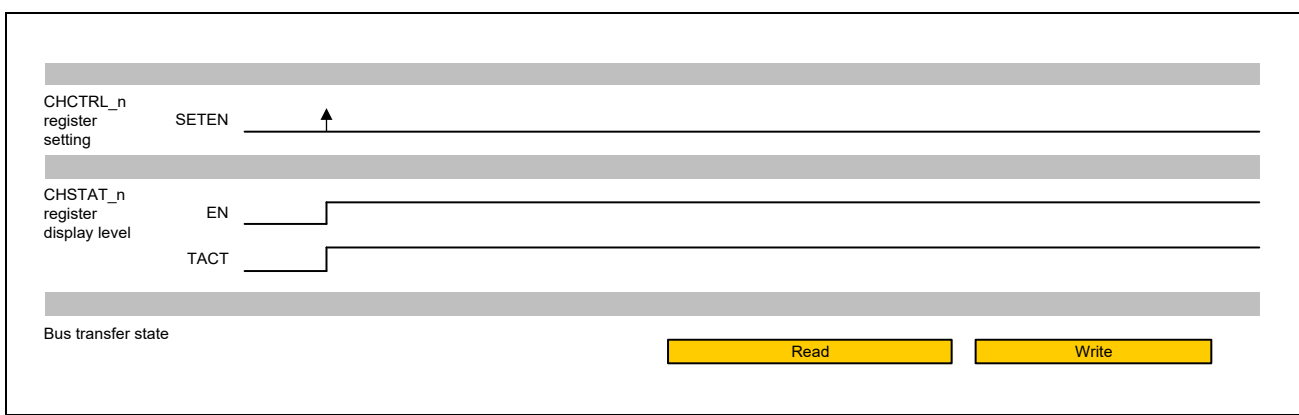 CHCTRL_n
register
setting
SETEN
CHSTAT_n
register
display level
EN
TACT
Bus transfer state
Read
Write